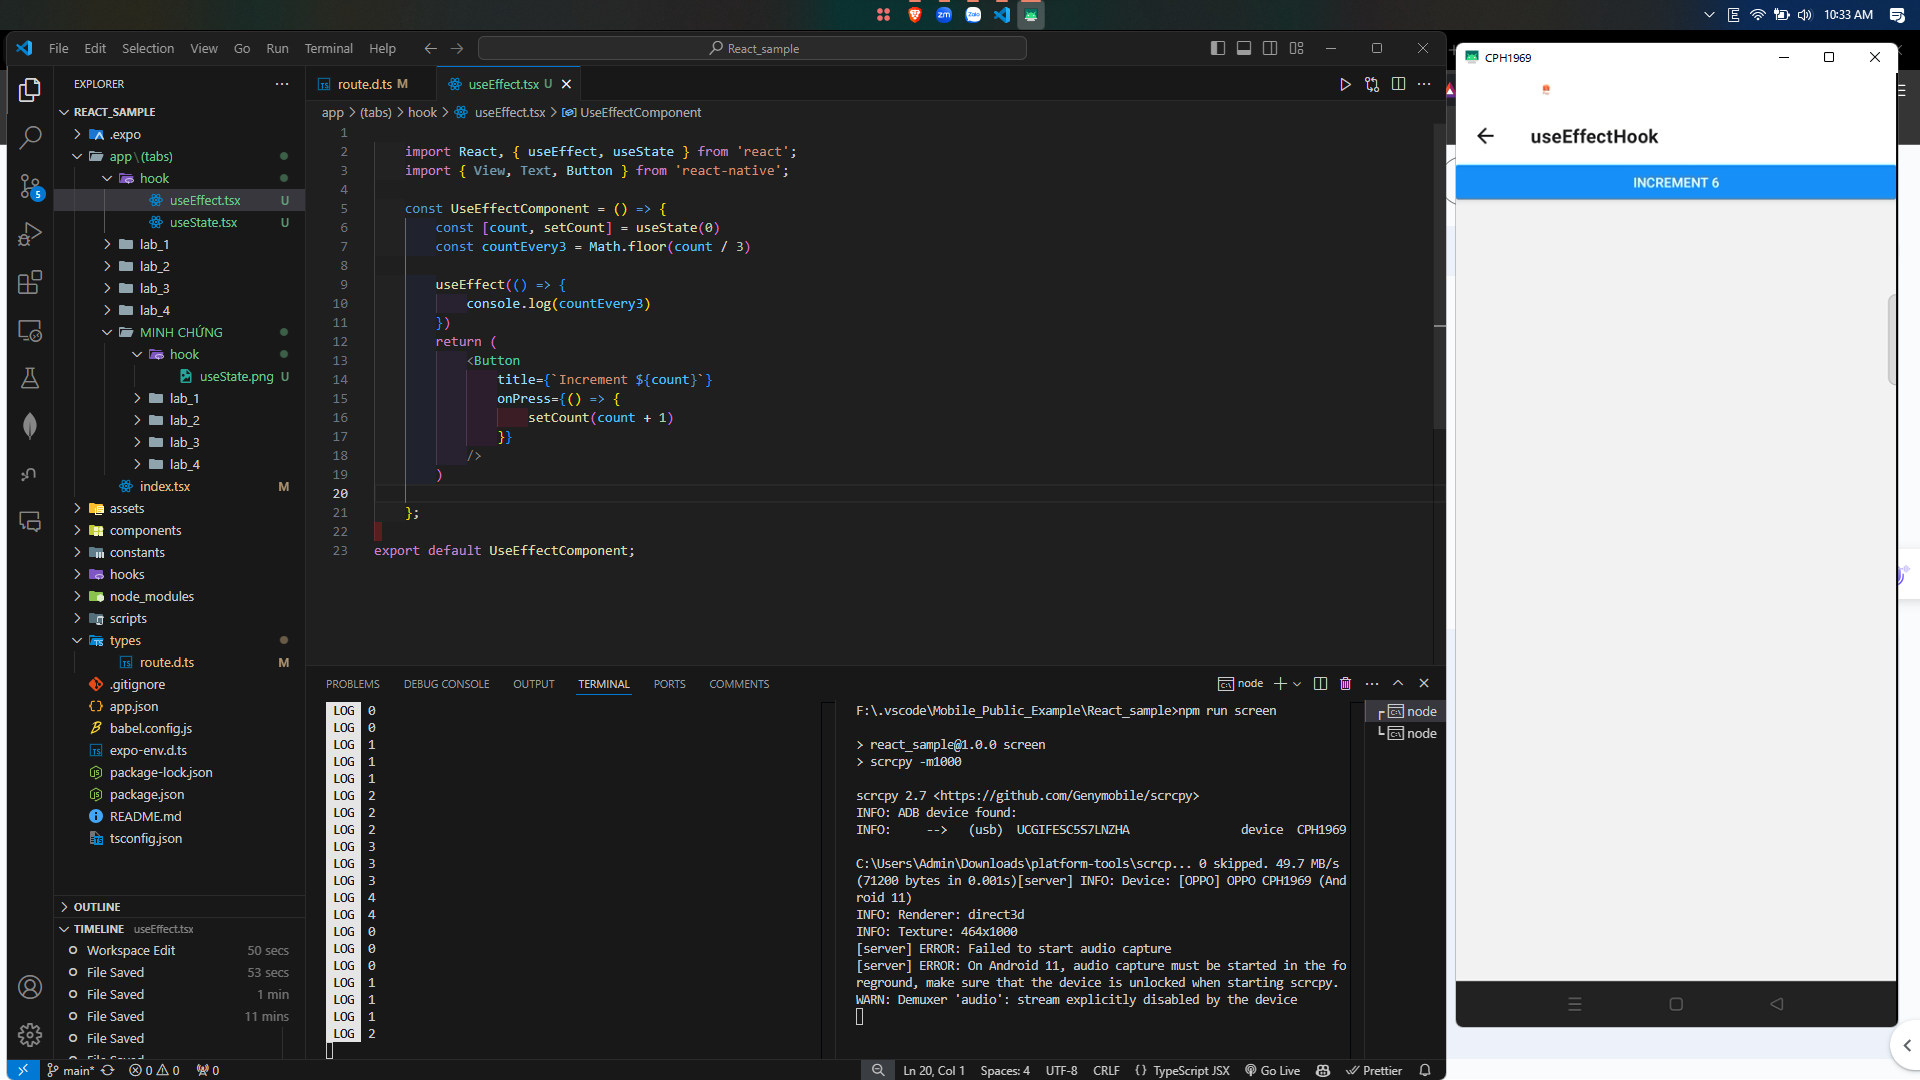 10:33 AM
File Edit Selection View Go Run Terminal Help
React_sample
CPH1969
EXPLORER
route.d.ts M
useEffect.tsx U
REACT_SAMPLE
app > (tabs) > hook > useEffect.tsx > UseEffectComponent
.expo
app\(tabs)
hook
useEffect.tsx U
useState.tsx U
lab_1
lab_2
lab_3
lab_4
MINH CHỨNG
hook
useState.png U
lab_1
lab_2
lab_3
lab_4
index.tsx M
assets
components
constants
hooks
node_modules
scripts
types
route.d.ts M
.gitignore
app.json
babel.config.js
expo-env.d.ts
package-lock.json
package.json
README.md
tsconfig.json
OUTLINE
TIMELINE useEffect.tsx
Workspace Edit 50 secs
File Saved 53 secs
File Saved 1 min
File Saved 11 mins
File Saved
File Saved
1
2 import React, { useEffect, useState } from 'react';
3 import { View, Text, Button } from 'react-native';
4
5 const UseEffectComponent = () => {
6 const [count, setCount] = useState(0)
7 const countEvery3 = Math.floor(count / 3)
8
9 useEffect(() => {
10 console.log(countEvery3)
11 })
12 return (
13 <Button
14 title={`Increment ${count}`}
15 onPress={() => {
16 setCount(count + 1)
17 }}
18 />
19 )
20
21 };
22
23 export default UseEffectComponent;
PROBLEMS DEBUG CONSOLE OUTPUT TERMINAL PORTS COMMENTS
node
LOG 0
LOG 0
LOG 1
LOG 1
LOG 1
LOG 2
LOG 2
LOG 2
LOG 3
LOG 3
LOG 3
LOG 4
LOG 4
LOG 0
LOG 0
LOG 0
LOG 1
LOG 1
LOG 1
LOG 2
F:\.vscode\Mobile_Public_Example\React_sample>npm run screen
> react_sample@1.0.0 screen
> scrcpy -m1000
scrcpy 2.7 <https://github.com/Genymobile/scrcpy>
INFO: ADB device found:
INFO: --> (usb) UCGIFESC5S7LNZHA device CPH1969
C:\Users\Admin\Downloads\platform-tools\scrcp... 0 skipped. 49.7 MB/s
(71200 bytes in 0.001s)[server] INFO: Device: [OPPO] OPPO CPH1969 (And
roid 11)
INFO: Renderer: direct3d
INFO: Texture: 464x1000
[server] ERROR: Failed to start audio capture
[server] ERROR: On Android 11, audio capture must be started in the fo
reground, make sure that the device is unlocked when starting scrcpy.
WARN: Demuxer 'audio': stream explicitly disabled by the device
node
node
useEffectHook
INCREMENT 6
5
main* 0 0 0
Ln 20, Col 1 Spaces: 4 UTF-8 CRLF {} TypeScript JSX Go Live Prettier